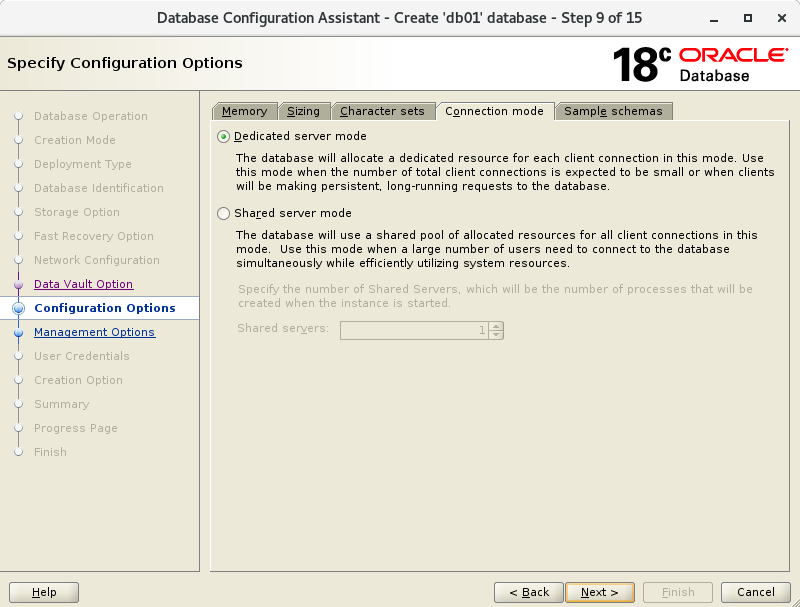 Database Configuration Assistant - Create 'db01' database - Step 9 of 15
Specify Configuration Options
18c ORACLE
Database
Database Operation
Creation Mode
Deployment Type
Database Identification
Storage Option
Fast Recovery Option
Network Configuration
Data Vault Option
Configuration Options
Management Options
User Credentials
Creation Option
Summary
Progress Page
Finish
Memory Sizing Character sets Connection mode Sample schemas
Dedicated server mode
The database will allocate a dedicated resource for each client connection in this mode. Use
this mode when the number of total client connections is expected to be small or when clients
will be making persistent, long-running requests to the database.
Shared server mode
The database will use a shared pool of allocated resources for all client connections in this
mode. Use this mode when a large number of users need to connect to the database
simultaneously while efficiently utilizing system resources.
Specify the number of Shared Servers, which will be the number of processes that will be
created when the instance is started.
Shared servers: 1
Help < Back Next > Finish Cancel